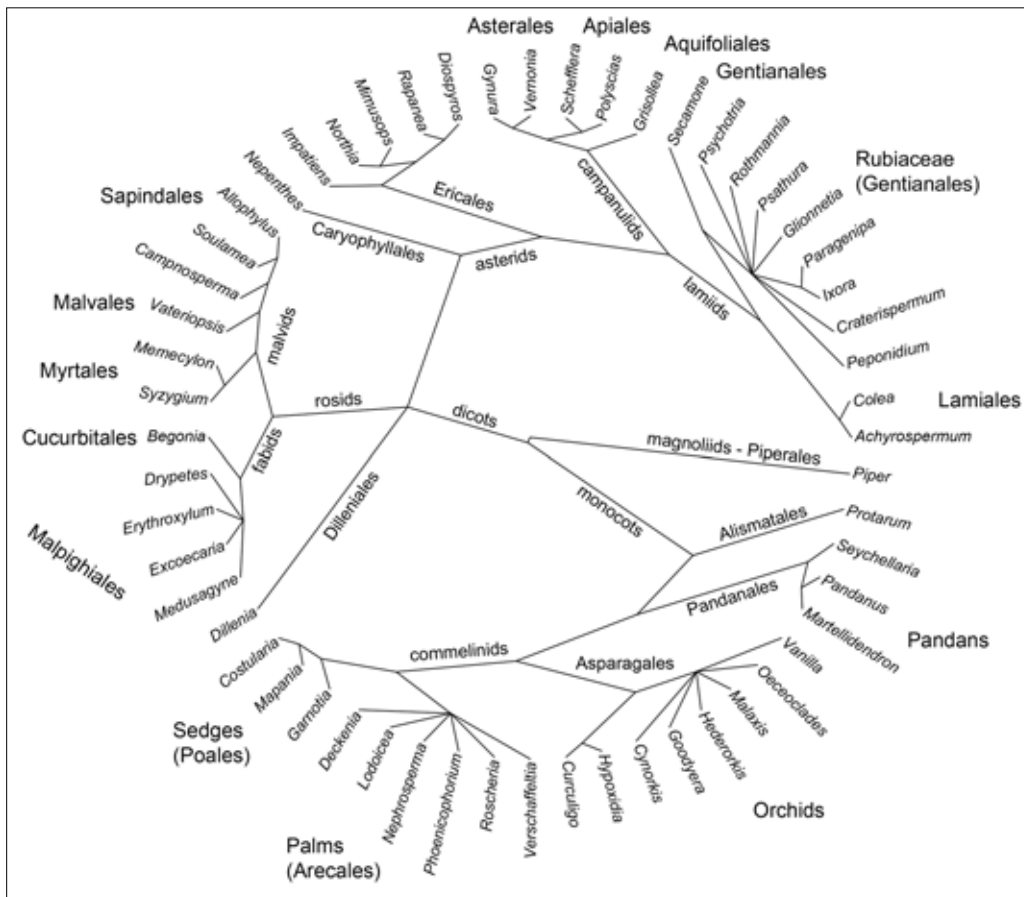 Asterales
Apiales
Aquifoliales
Gentianales
Diospyros
Rapanea
Mimusops
Northia
Impatiens
Nepenthes
Gynura
Vernonia
Schefflera
Polyscias
Grisollea
Secamone
Psychotria
Rothmannia
Psathura
Glionnetia
Paragenipa
Ixora
Craterispermum
Peponidium
Rubiaceae
(Gentianales)
Colea
Achyrospermum
Lamiales
Ericales
Caryophyllales
asterids
campanulids
lamiids
Sapindales
Allophylus
Soulamea
Campnosperma
Malvales
Vateriopsis
Memecylon
Myrtales
Syzygium
malvids
rosids
fabids
Cucurbitales
Begonia
Drypetes
Erythroxylum
Excoecaria
Medusagyne
Malpighiales
Dilleniales
Dillenia
dicots
magnoliids - Piperales
Piper
monocots
Alismatales
Protarum
Pandanales
Seychellaria
Pandanus
Martellidendron
Pandans
commelinids
Asparagales
Vanilla
Oeceoclades
Malaxis
Hederorkis
Goodyera
Cynorkis
Orchids
Hypoxidia
Curculigo
Costularia
Mapania
Garnotia
Sedges
(Poales)
Deckenia
Lodoicea
Nephrosperma
Phoenicophorium
Roscheria
Verschaffeltia
Palms
(Arecales)